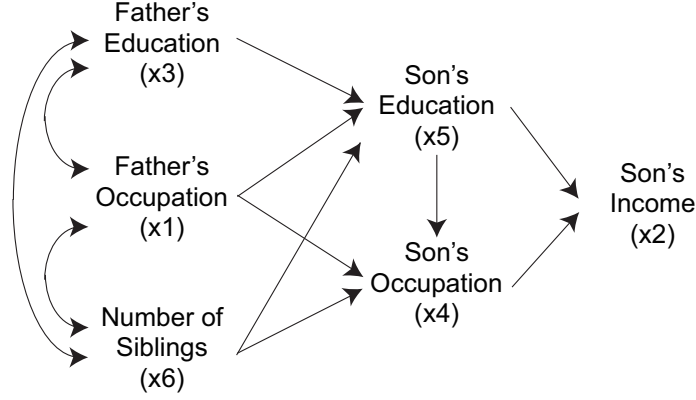 Father's
Education
(x3)
Father's
Occupation
(x1)
Number of
Siblings
(x6)
Son's
Education
(x5)
Son's
Occupation
(x4)
Son's
Income
(x2)